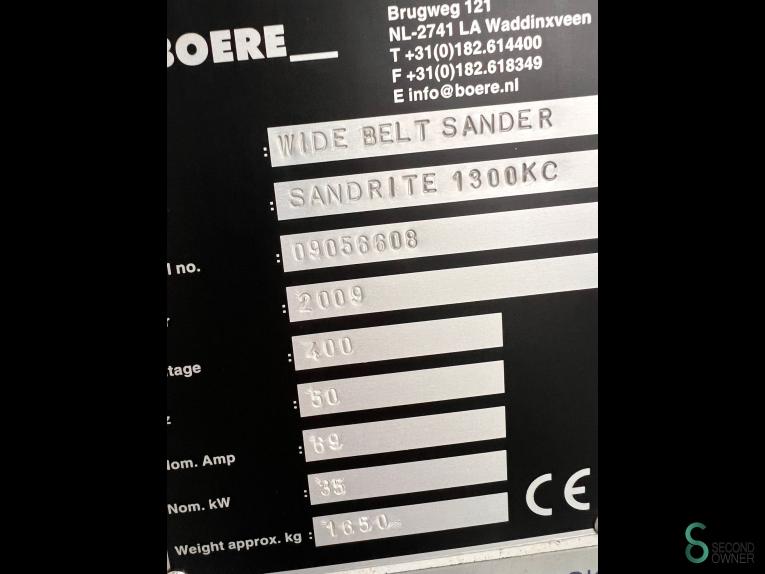 BOERE
Brugweg 121
NL-2741 LA Waddinxveen
T +31(0)182.614400
F +31(0)182.618349
E info@boere.nl
: WIDE BELT SANDER
: SANDRITE 1300KC
l no. : 09056608
r : 2009
tage : 400
z : 50
Nom. Amp : 69
Nom. kW : 35
Weight approx. kg : 1650
CE
SECOND
OWNER